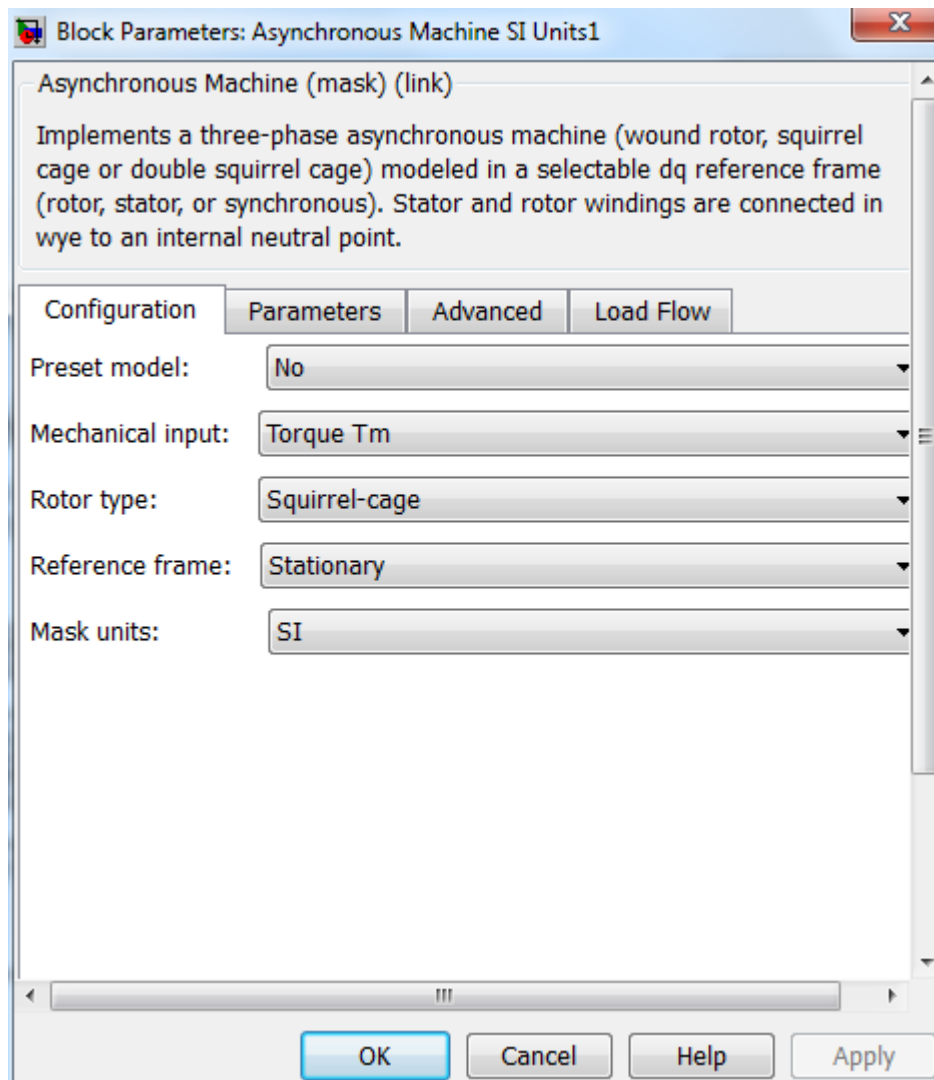 Block Parameters: Asynchronous Machine SI Units1
Asynchronous Machine (mask) (link)
Implements a three-phase asynchronous machine (wound rotor, squirrel
cage or double squirrel cage) modeled in a selectable dq reference frame
(rotor, stator, or synchronous). Stator and rotor windings are connected in
wye to an internal neutral point.
Configuration Parameters Advanced Load Flow
Preset model: No
Mechanical input: Torque Tm
Rotor type: Squirrel-cage
Reference frame: Stationary
Mask units: SI
OK Cancel Help Apply